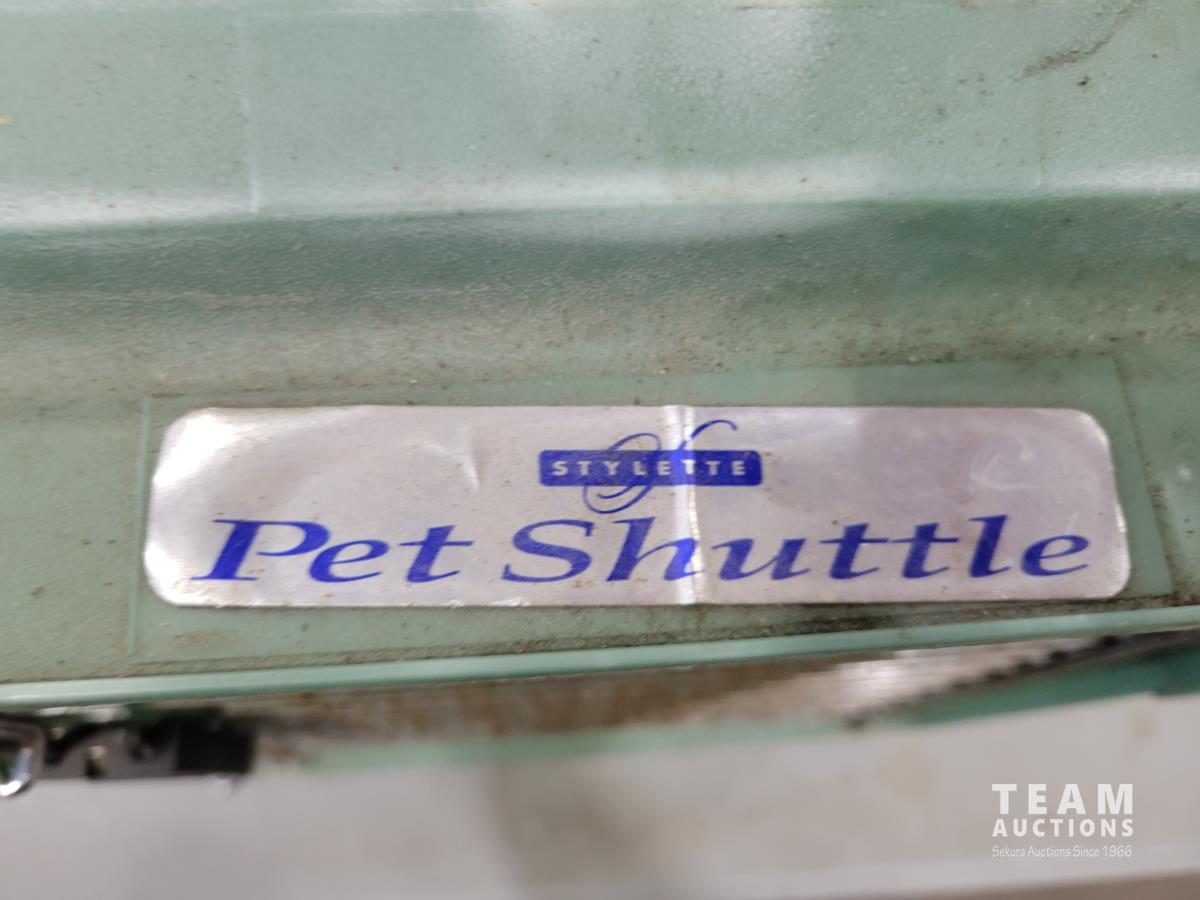 STYLETTE
Pet Shuttle
TEAM
AUCTIONS
Sekura Auctions Since 1966